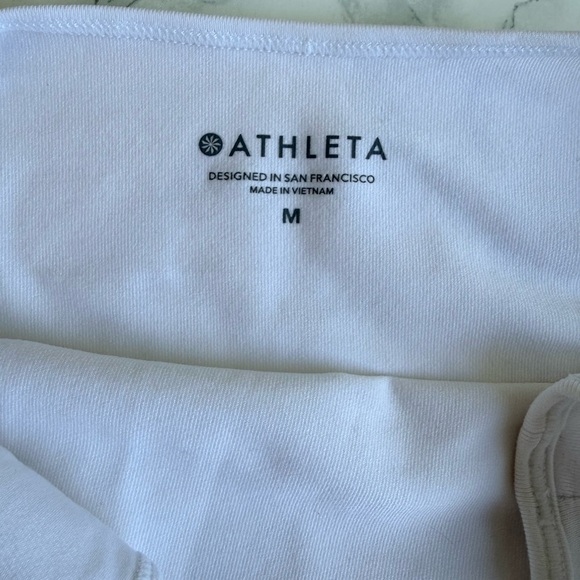 ATHLETA
DESIGNED IN SAN FRANCISCO
MADE IN VIETNAM
M